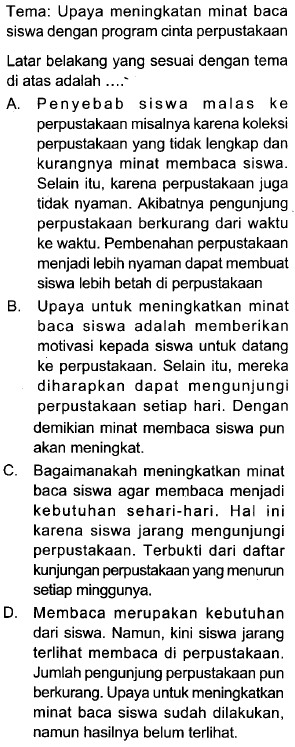 Tema: Upaya meningkatan minat baca
siswa dengan program cinta perpustakaan
Latar belakang yang sesuai dengan tema
di atas adalah ....
A. Penyebab siswa malas ke
perpustakaan misalnya karena koleksi
perpustakaan yang tidak lengkap dan
kurangnya minat membaca siswa.
Selain itu, karena perpustakaan juga
tidak nyaman. Akibatnya pengunjung
perpustakaan berkurang dari waktu
ke waktu. Pembenahan perpustakaan
menjadi lebih nyaman dapat membuat
siswa lebih betah di perpustakaan
B. Upaya untuk meningkatkan minat
baca siswa adalah memberikan
motivasi kepada siswa untuk datang
ke perpustakaan. Selain itu, mereka
diharapkan dapat mengunjungi
perpustakaan setiap hari. Dengan
demikian minat membaca siswa pun
akan meningkat.
C. Bagaimanakah meningkatkan minat
baca siswa agar membaca menjadi
kebutuhan sehari-hari. Hal ini
karena siswa jarang mengunjungi
perpustakaan. Terbukti dari daftar
kunjungan perpustakaan yang menurun
setiap minggunya.
D. Membaca merupakan kebutuhan
dari siswa. Namun, kini siswa jarang
terlihat membaca di perpustakaan.
Jumlah pengunjung perpustakaan pun
berkurang. Upaya untuk meningkatkan
minat baca siswa sudah dilakukan,
namun hasilnya belum terlihat.